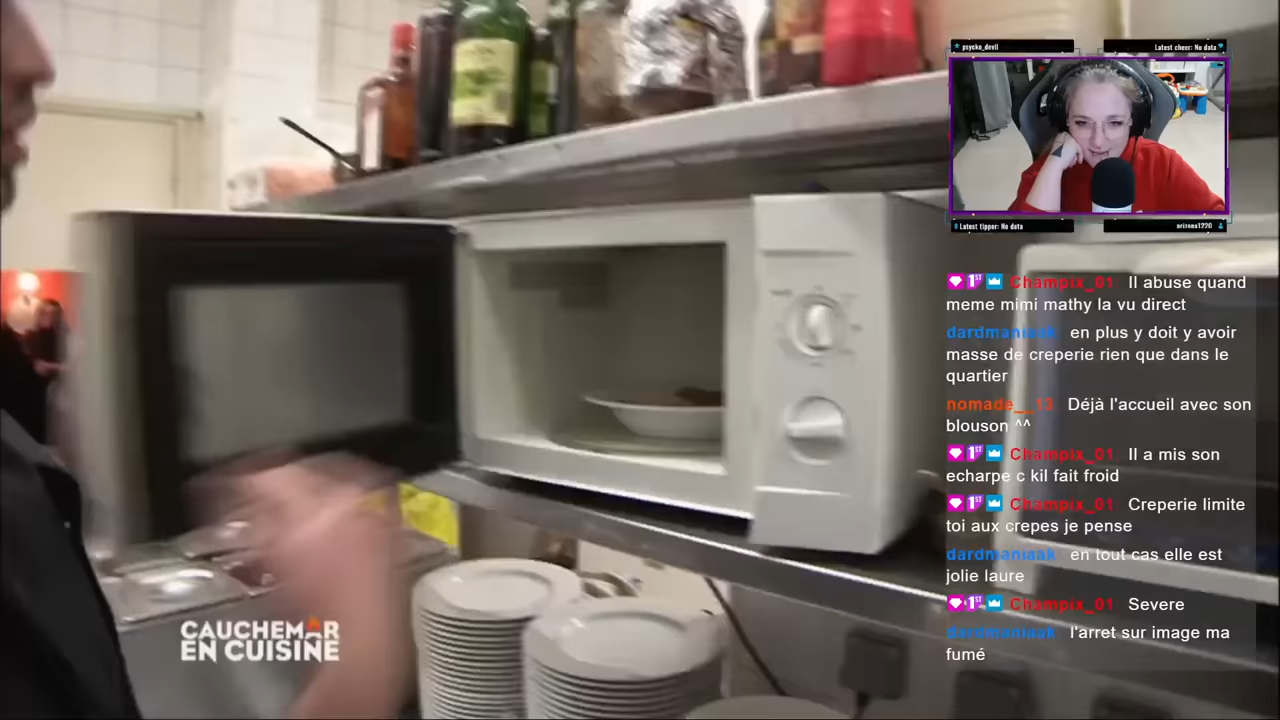 psycko_devil
Latest cheer: No data
Latest tipper: No data
arizona1220
Champix_01 Il abuse quand
meme mimi mathy la vu direct
dardmaniaak en plus y doit y avoir
masse de creperie rien que dans le
quartier
nomade__13 Déjà l'accueil avec son
blouson ^^
Champix_01 Il a mis son
echarpe c kil fait froid
Champix_01 Creperie limite
toi aux crepes je pense
dardmaniaak en tout cas elle est
jolie laure
Champix_01 Severe
dardmaniaak l'arret sur image ma
fumé
CAUCHEMAR
EN CUISINE